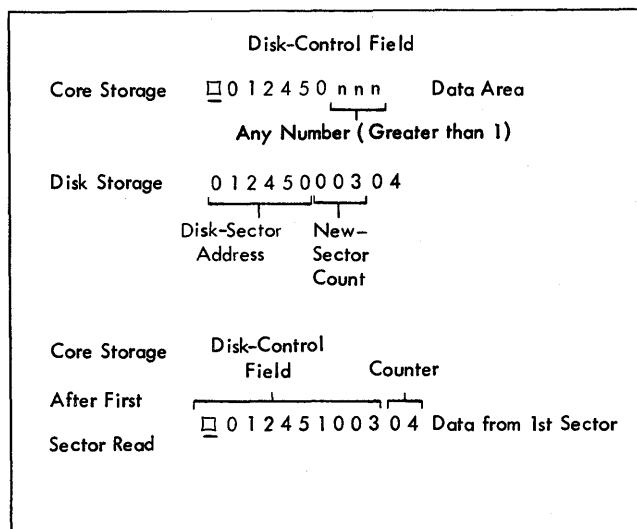 Disk-Control Field
Core Storage □ 0 1 2 4 5 0 n n n Data Area
Any Number (Greater than 1)
Disk Storage 0 1 2 4 5 0 0 0 3 0 4
Disk-Sector Address
New-Sector Count
Core Storage After First Sector Read
Disk-Control Field
Counter
□ 0 1 2 4 5 1 0 0 3 0 4 Data from 1st Sector